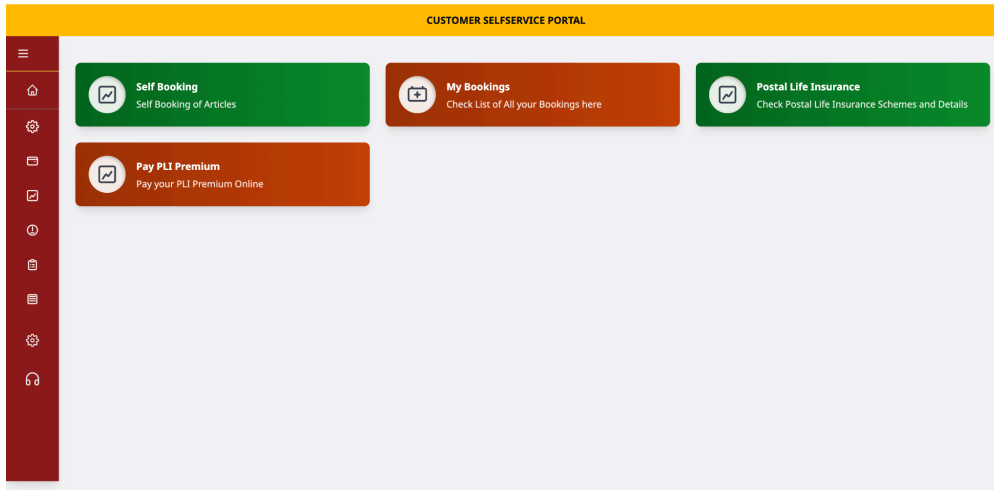 CUSTOMER SELFSERVICE PORTAL
Self Booking
Self Booking of Articles
My Bookings
Check List of All your Bookings here
Postal Life Insurance
Check Postal Life Insurance Schemes and Details
Pay PLI Premium
Pay your PLI Premium Online